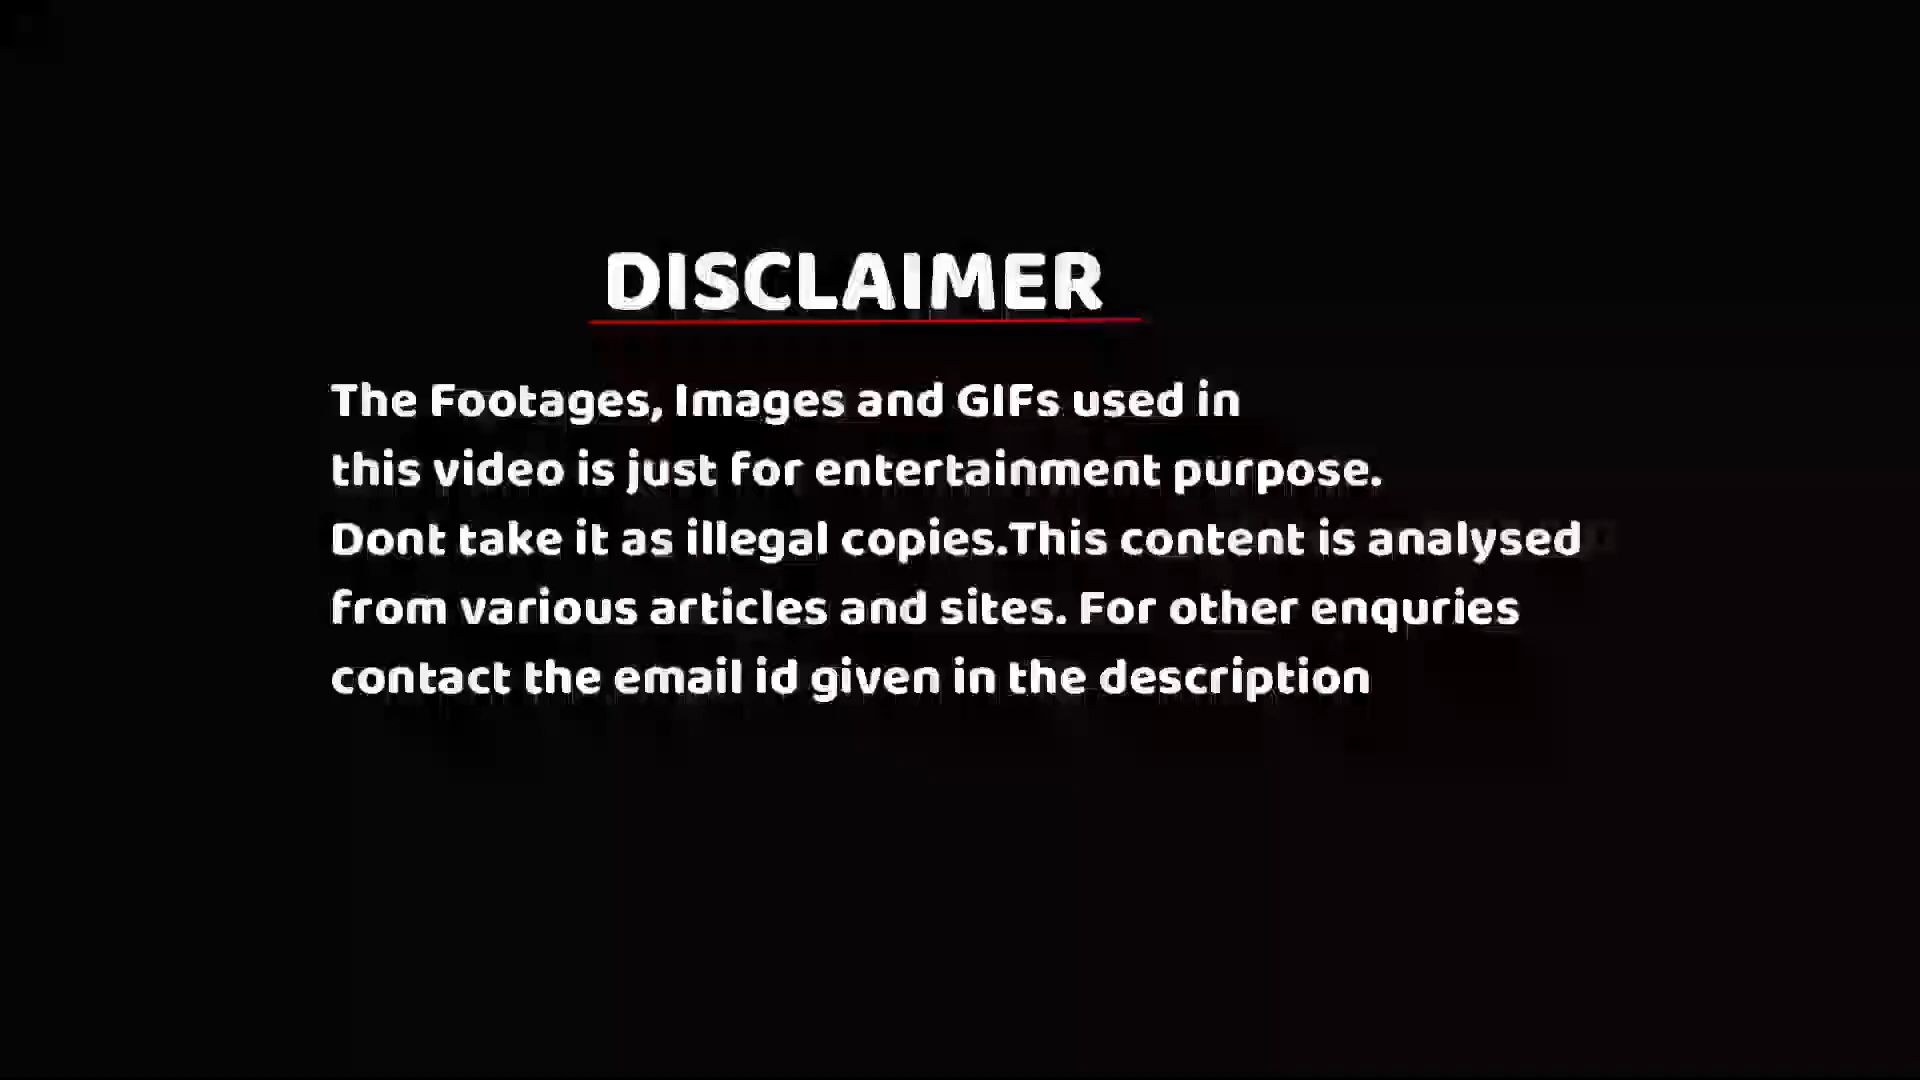 DISCLAIMER
The Footages, Images and GIFs used in
this video is just for entertainment purpose.
Dont take it as illegal copies.This content is analysed
from various articles and sites. For other enquries
contact the email id given in the description